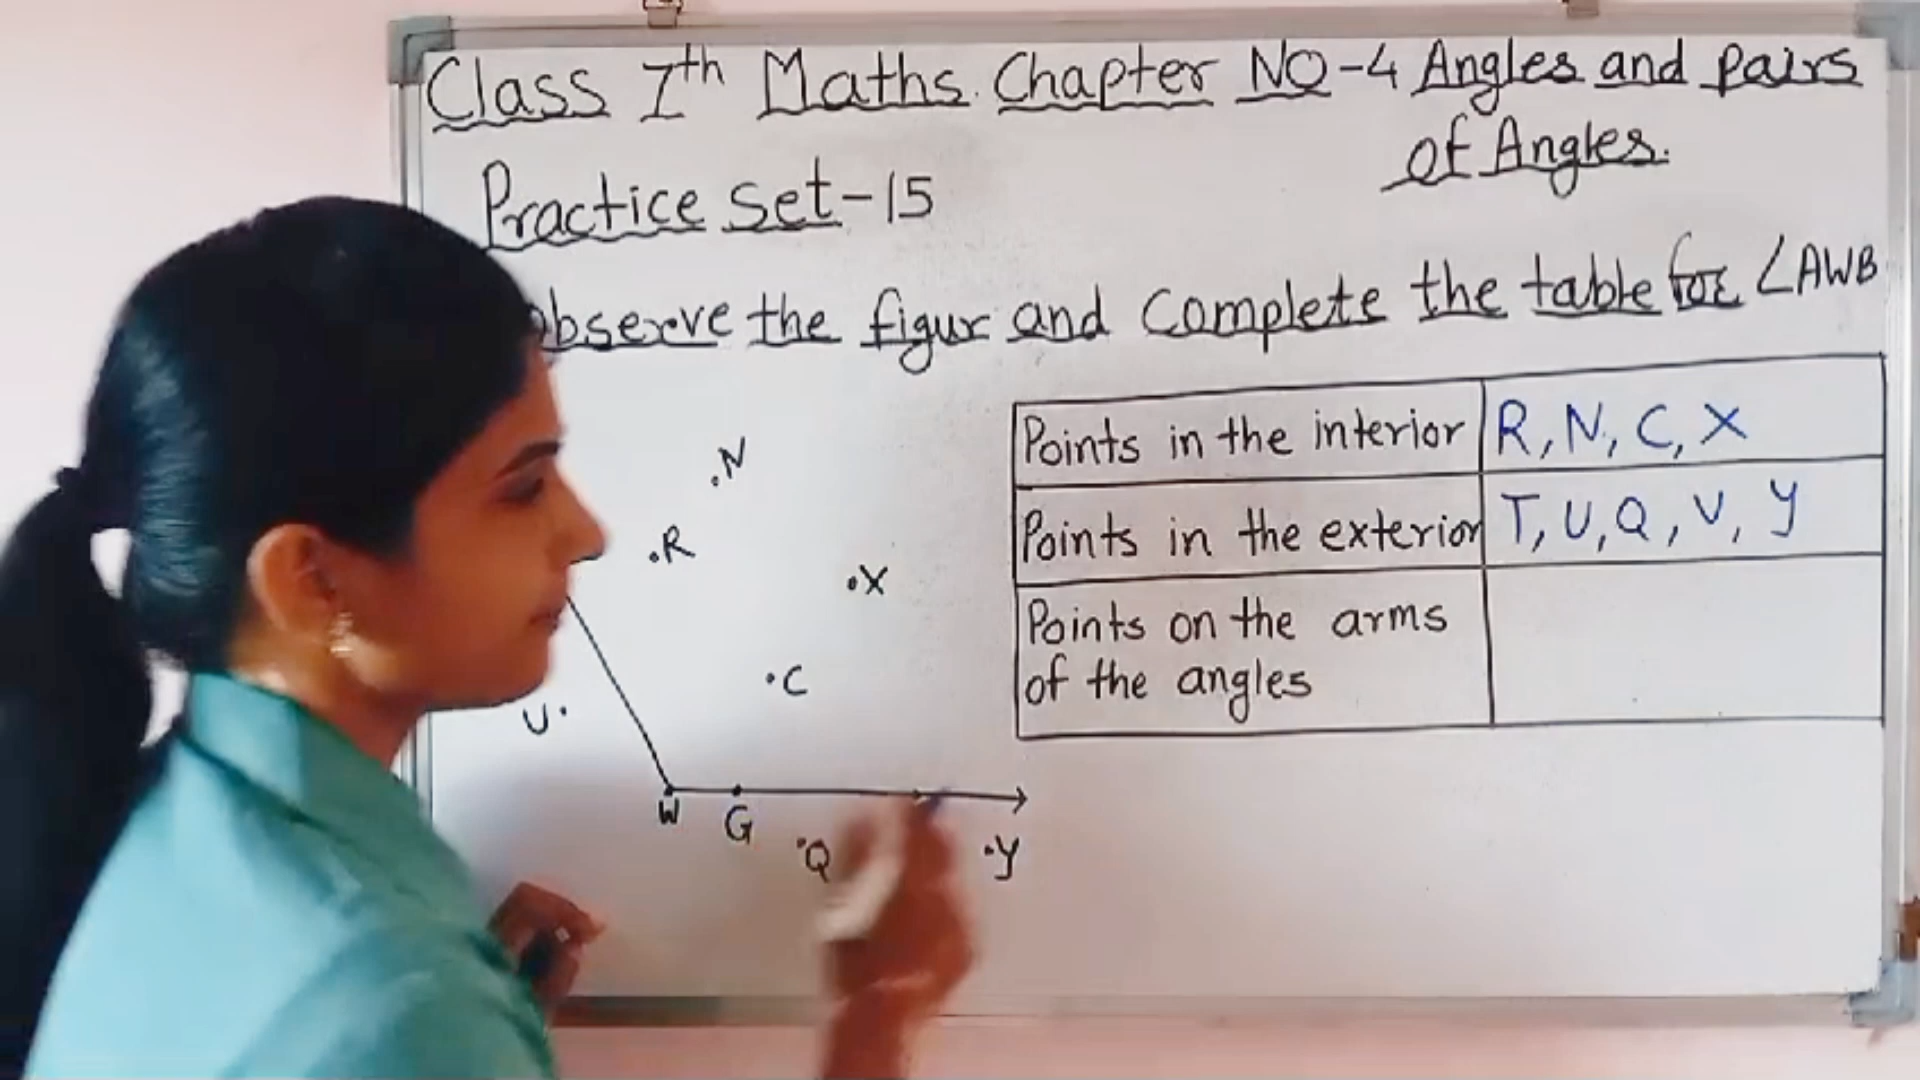 Class 7th Maths. Chapter NO-4 Angles and pairs
of Angles.
Practice set-15
observe the figur and Complete the table for ∠AWB
Points in the interior R, N, C, X
Points in the exterior T, U, Q, V, Y
Points on the arms
of the angles
.N
.R
.X
.C
U.
W
G
.Q
.Y